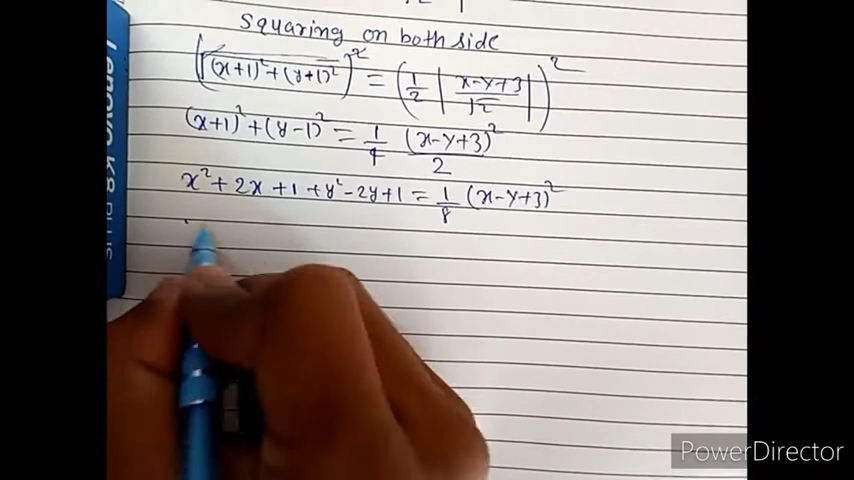 Squaring on both side
(√(x+1)²+(y+1)²)² = (1/2 |x-y+3/√2|)²
(x+1)²+(y-1)² = 1/4 (x-y+3)²/2
x²+2x+1+y²-2y+1 = 1/8 (x-y+3)²
Lenovo K8 PLUS
PowerDirector